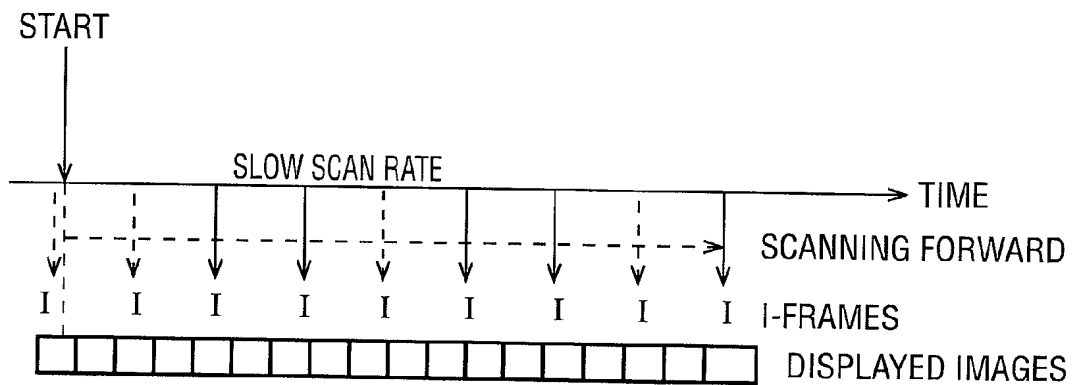 START
SLOW SCAN RATE
TIME
SCANNING FORWARD
I I I I I I I I I I-FRAMES
DISPLAYED IMAGES